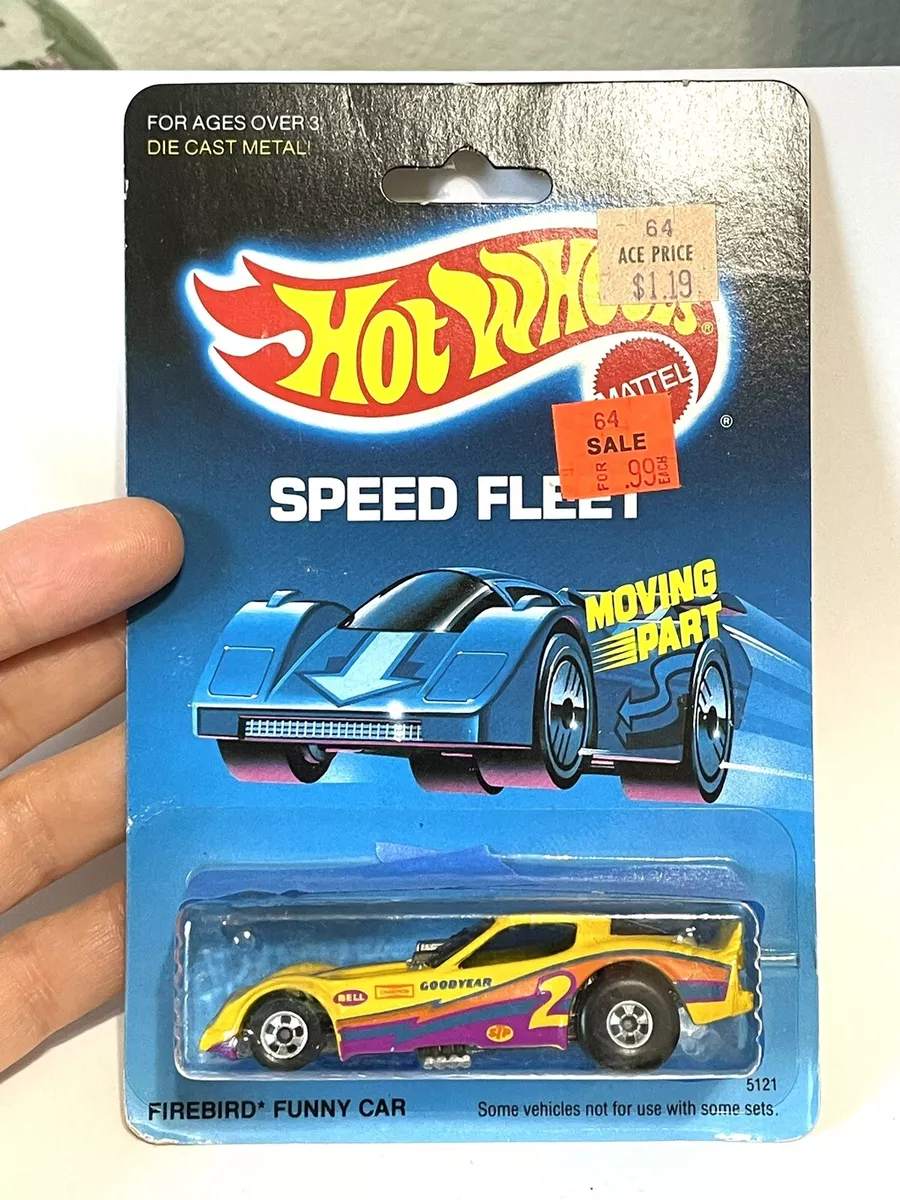 FOR AGES OVER 3
DIE CAST METAL!
64
ACE PRICE
$1.19
HOT WHEELS®
MATTEL
®
64
SALE
FOR .99 EACH
SPEED FLEET
MOVING
PART
BELL
CHAMPION
GOODYEAR
2
STP
5121
FIREBIRD* FUNNY CAR
Some vehicles not for use with some sets.